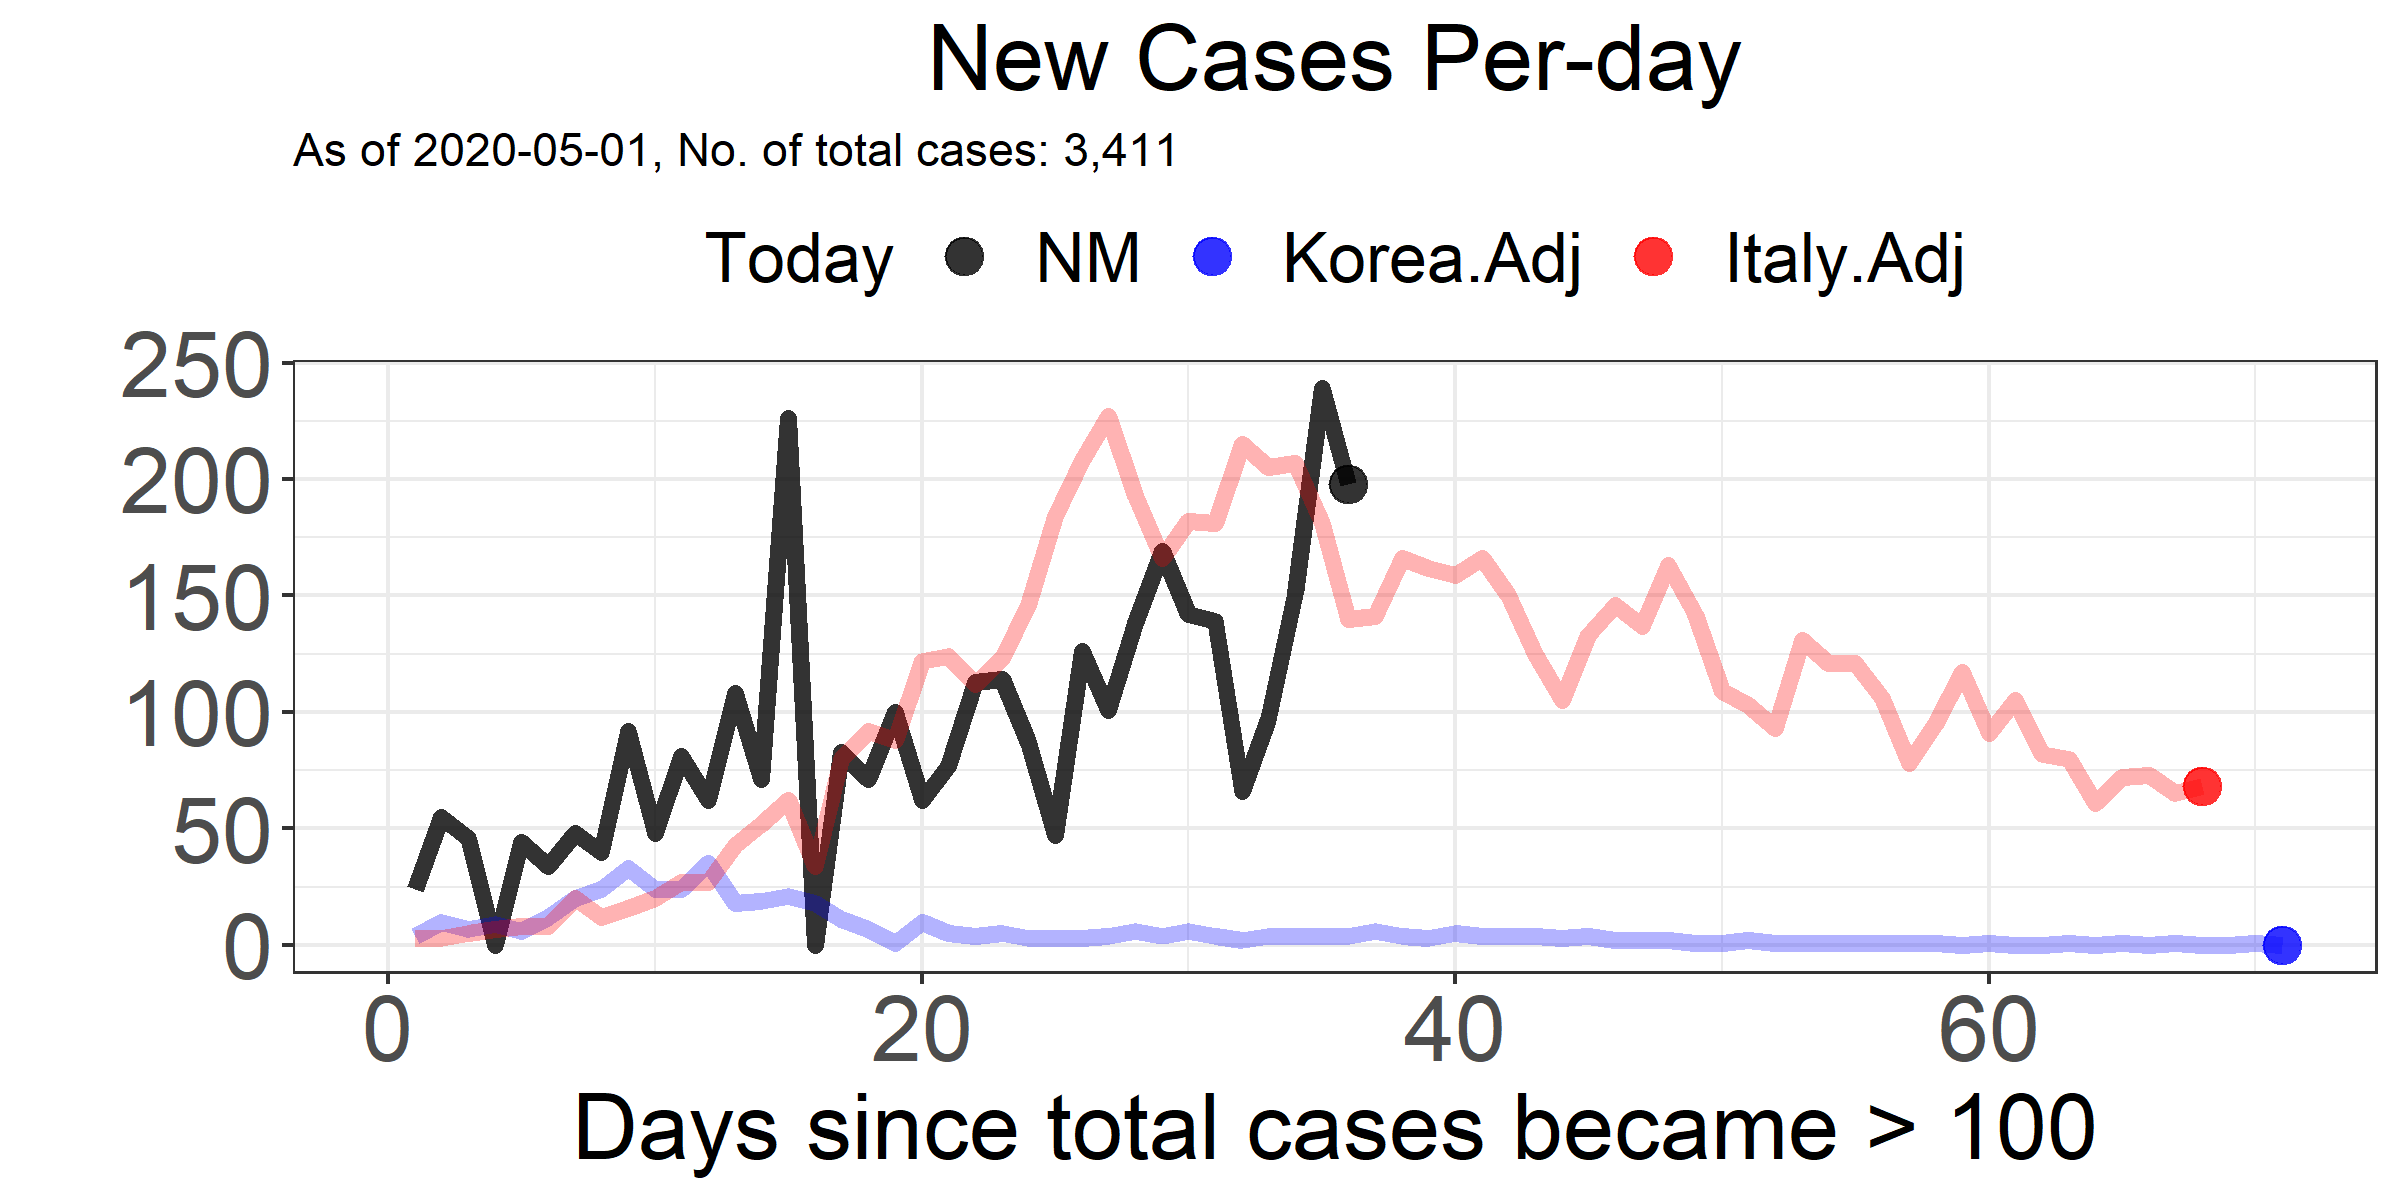 New Cases Per-day
As of 2020-05-01, No. of total cases: 3,411
Today NM Korea.Adj Italy.Adj
250
200
150
100
50
0
0 20 40 60
Days since total cases became > 100